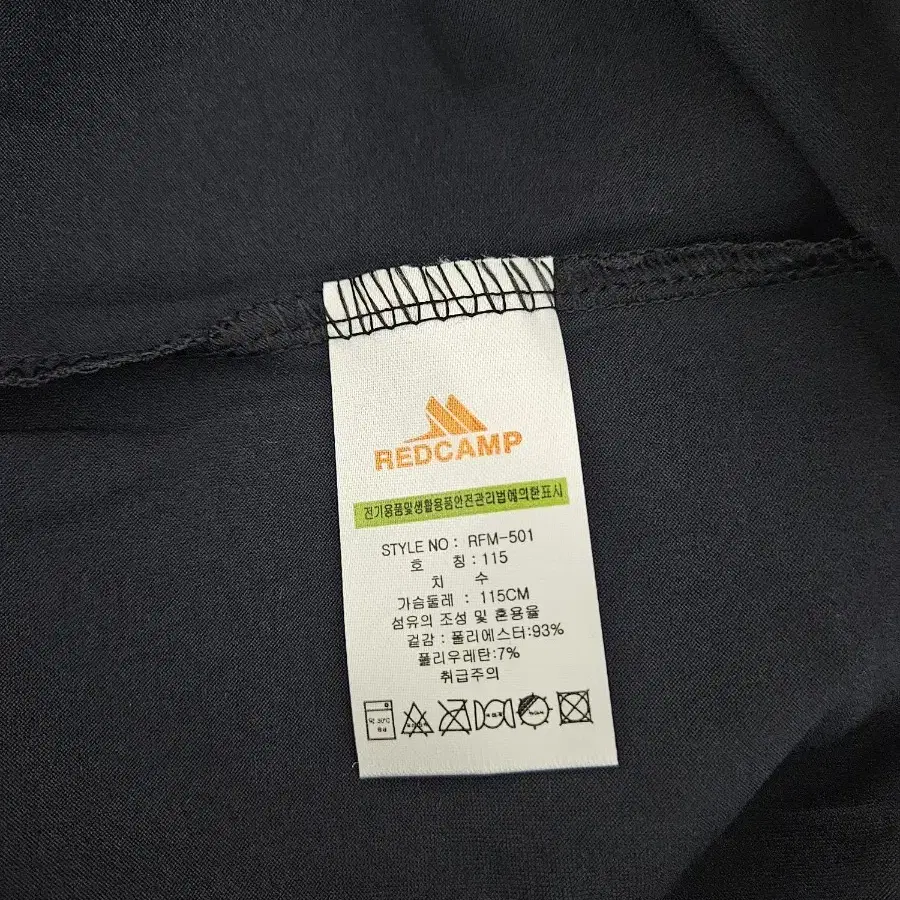 REDCAMP
전기용품및생활용품안전관리법에의한표시
STYLE NO : RFM-501
호 칭 : 115
치 수
가슴둘레 : 115CM
섬유의 조성 및 혼용율
겉감 : 폴리에스터:93%
폴리우레탄:7%
취급주의